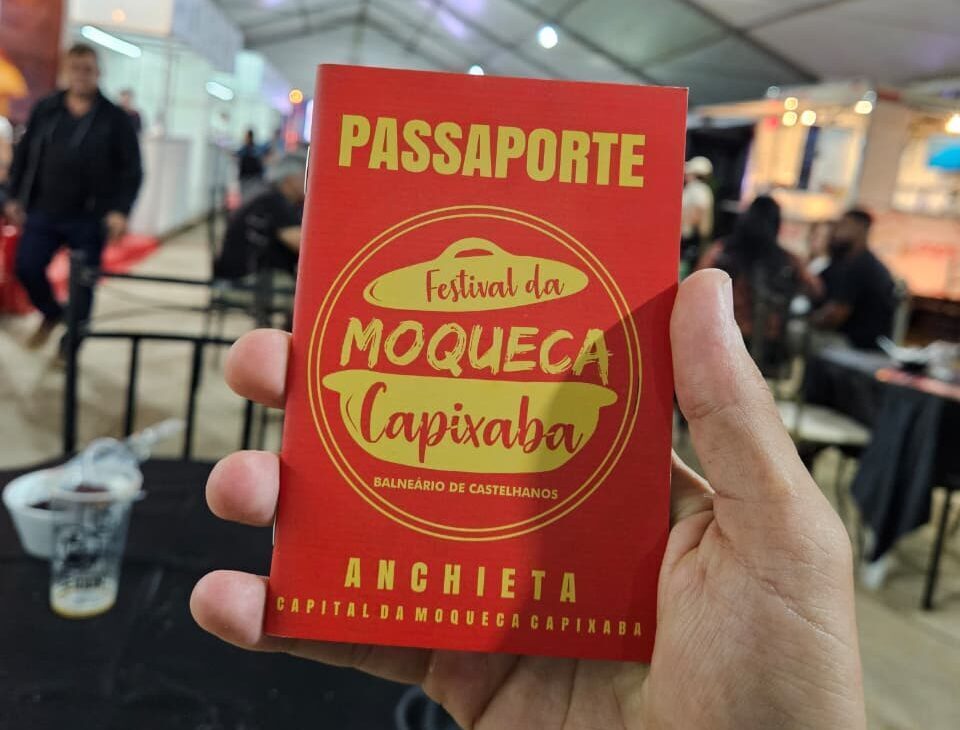 PASSAPORTE
Festival da
MOQUECA
Capixaba
BALNEÁRIO DE CASTELHANOS
ANCHIETA
CAPITAL DA MOQUECA CAPIXABA